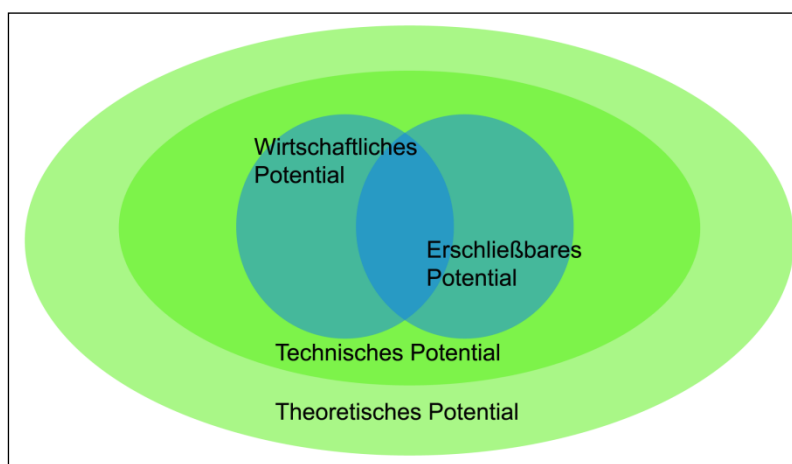 Wirtschaftliches
Potential
Erschließbares
Potential
Technisches Potential
Theoretisches Potential